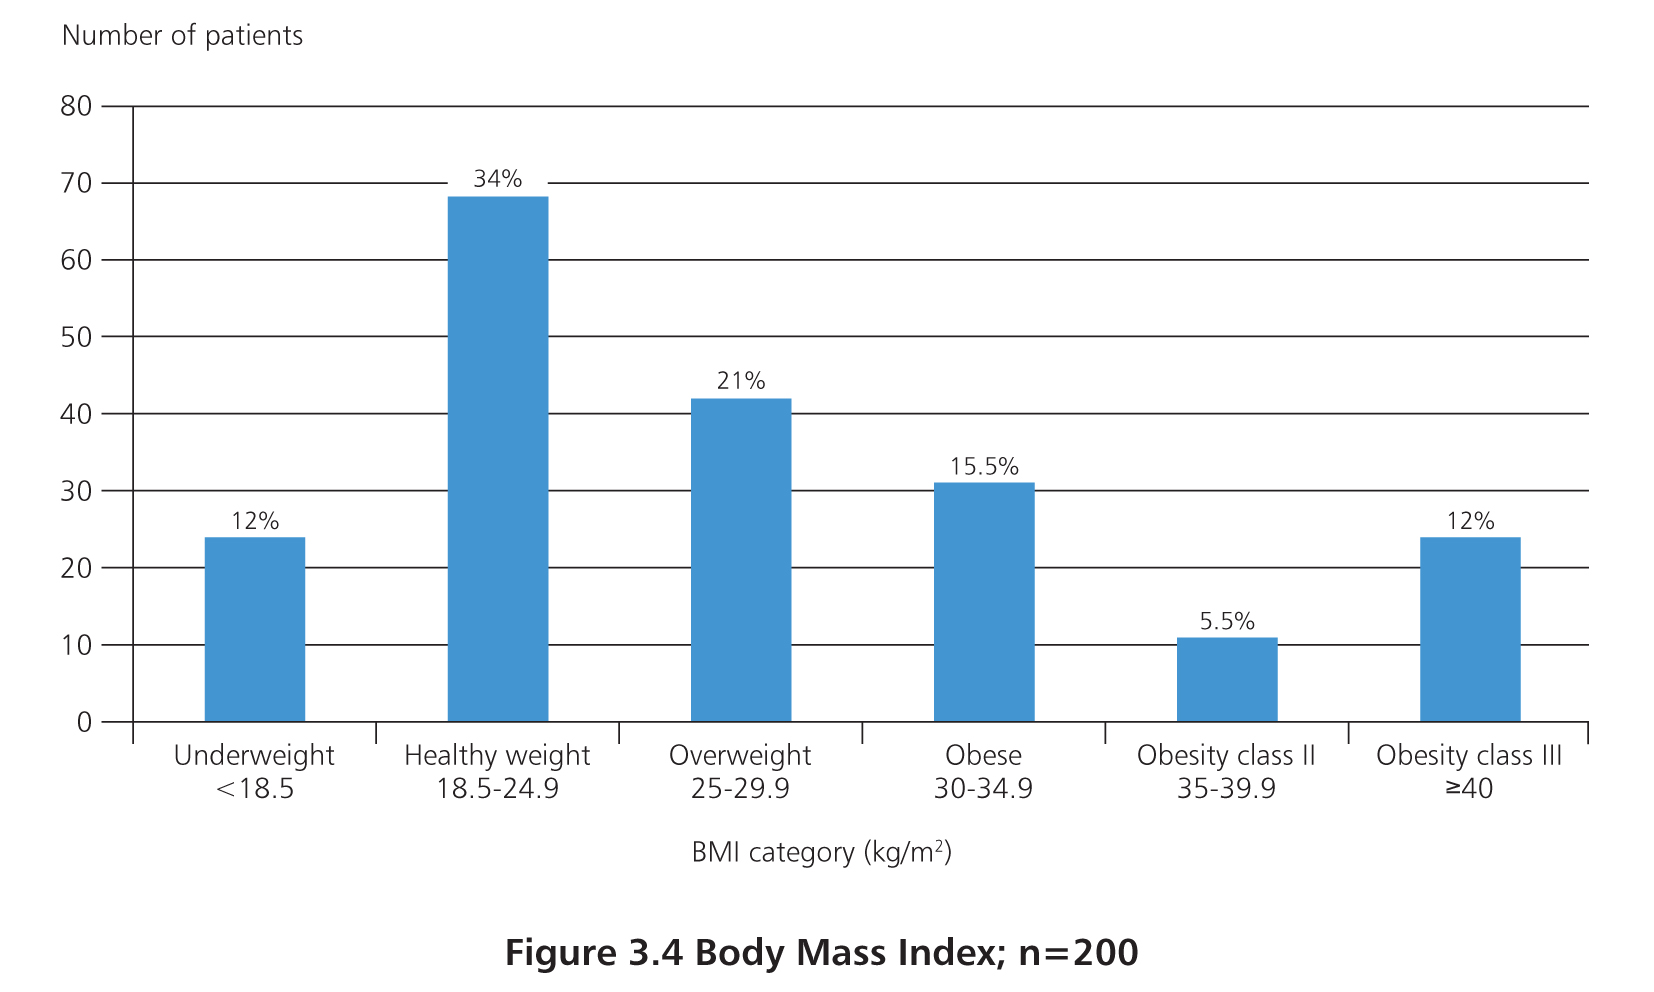 Number of patients
80
70
60
50
40
30
20
10
0
12%
34%
21%
15.5%
5.5%
12%
Underweight
<18.5
Healthy weight
18.5-24.9
Overweight
25-29.9
Obese
30-34.9
Obesity class II
35-39.9
Obesity class III
≥40
BMI category (kg/m²)
Figure 3.4 Body Mass Index; n=200